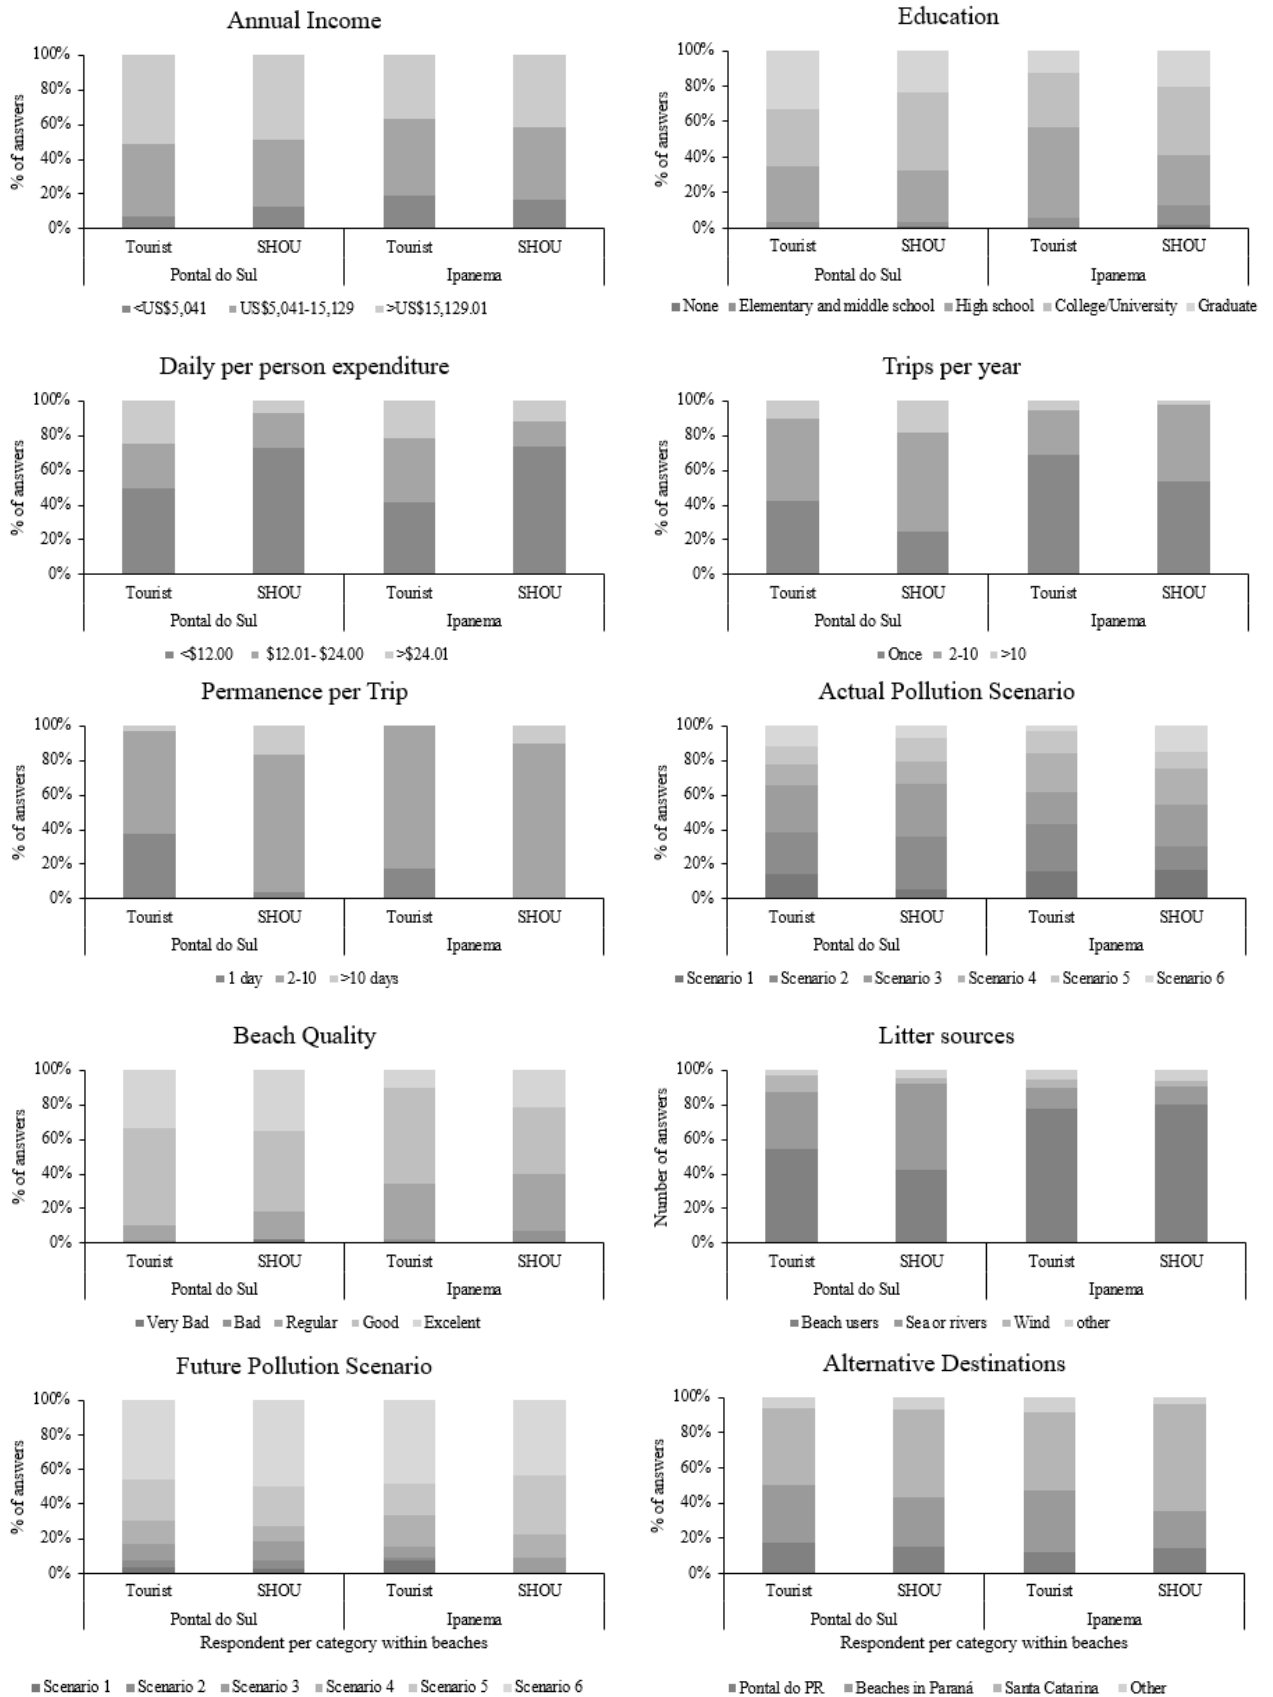 Annual Income
% of answers
100%
80%
60%
40%
20%
0%
Tourist SHOU Tourist SHOU
Pontal do Sul Ipanema
<US$5,041 US$5,041-15,129 >US$15,129.01
Education
% of answers
100%
80%
60%
40%
20%
0%
Tourist SHOU Tourist SHOU
Pontal do Sul Ipanema
None Elementary and middle school High school College/University Graduate
Daily per person expenditure
% of answers
100%
80%
60%
40%
20%
0%
Tourist SHOU Tourist SHOU
Pontal do Sul Ipanema
<$12.00 $12.01- $24.00 >$24.01
Trips per year
% of answers
100%
80%
60%
40%
20%
0%
Tourist SHOU Tourist SHOU
Pontal do Sul Ipanema
Once 2-10 >10
Permanence per Trip
% of answers
100%
80%
60%
40%
20%
0%
Tourist SHOU Tourist SHOU
Pontal do Sul Ipanema
1 day 2-10 >10 days
Actual Pollution Scenario
% of answers
100%
80%
60%
40%
20%
0%
Tourist SHOU Tourist SHOU
Pontal do Sul Ipanema
Scenario 1 Scenario 2 Scenario 3 Scenario 4 Scenario 5 Scenario 6
Beach Quality
% of answers
100%
80%
60%
40%
20%
0%
Tourist SHOU Tourist SHOU
Pontal do Sul Ipanema
Very Bad Bad Regular Good Excelent
Litter sources
Number of answers
100%
80%
60%
40%
20%
0%
Tourist SHOU Tourist SHOU
Pontal do Sul Ipanema
Beach users Sea or rivers Wind other
Future Pollution Scenario
% of answers
100%
80%
60%
40%
20%
0%
Tourist SHOU Tourist SHOU
Pontal do Sul Ipanema
Respondent per category within beaches
Scenario 1 Scenario 2 Scenario 3 Scenario 4 Scenario 5 Scenario 6
Alternative Destinations
% of answers
100%
80%
60%
40%
20%
0%
Tourist SHOU Tourist SHOU
Pontal do Sul Ipanema
Respondent per category within beaches
Pontal do PR Beaches in Paraná Santa Catarina Other